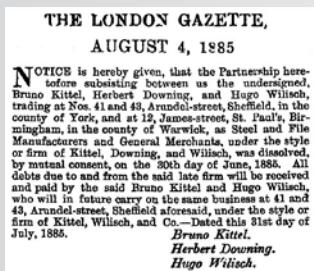 THE LONDON GAZETTE,
AUGUST 4, 1885
NOTICE is hereby given, that the Partnership here-
tofore subsisting between us the undersigned,
Bruno Kittel, Herbert Downing, and Hugo Wilisch,
trading at Nos. 41 and 43, Arundel-street, Sheffield, in the
county of York, and at 12, James-street, St. Paul's, Bir-
mingham, in the county of Warwick, as Steel and File
Manufacturers and General Merchants, under the style
or firm of Kittel, Downing, and Wilisch, was dissolved,
by mutual consent, on the 30th day of June, 1885. All
debts due to and from the said late firm will be received
and paid by the said Bruno Kittel and Hugo Wilisch,
who will in future carry on the same business at 41 and
43, Arundel-street, Sheffield aforesaid, under the style or
firm of Kittel, Wilisch, and Co.—Dated this 31st day of
July, 1885.
Bruno Kittel.
Herbert Downing.
Hugo Wilisch.